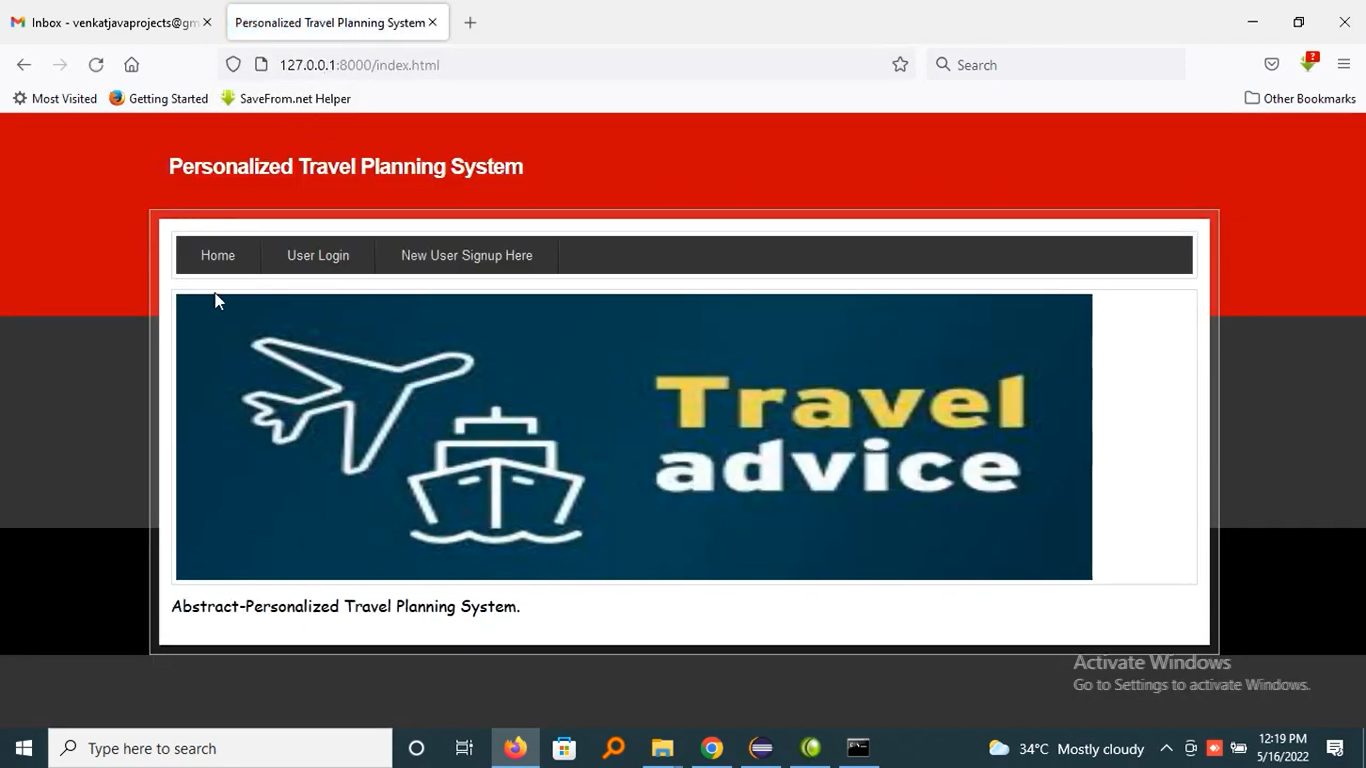 Inbox - venkatjavaprojects@gm
Personalized Travel Planning System
127.0.0.1:8000/index.html
Search
?
Most Visited
Getting Started
SaveFrom.net Helper
Other Bookmarks
Personalized Travel Planning System
Home
User Login
New User Signup Here
Travel
advice
Abstract-Personalized Travel Planning System.
Activate Windows
Go to Settings to activate Windows.
Type here to search
34°C Mostly cloudy
12:19 PM
5/16/2022